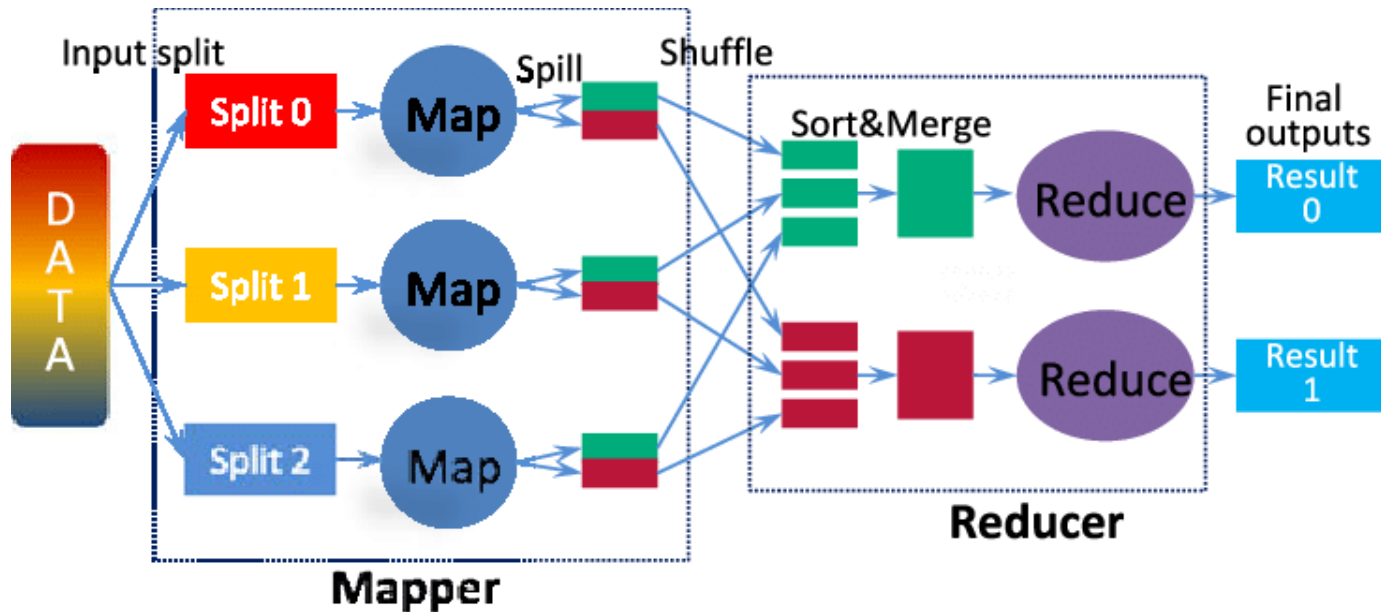 Input split
Spill
Shuffle
Split 0
Map
Sort&Merge
Final
outputs
D
A
T
A
Reduce
Result
0
Split 1
Map
Reduce
Result
1
Split 2
Map
Reducer
Mapper